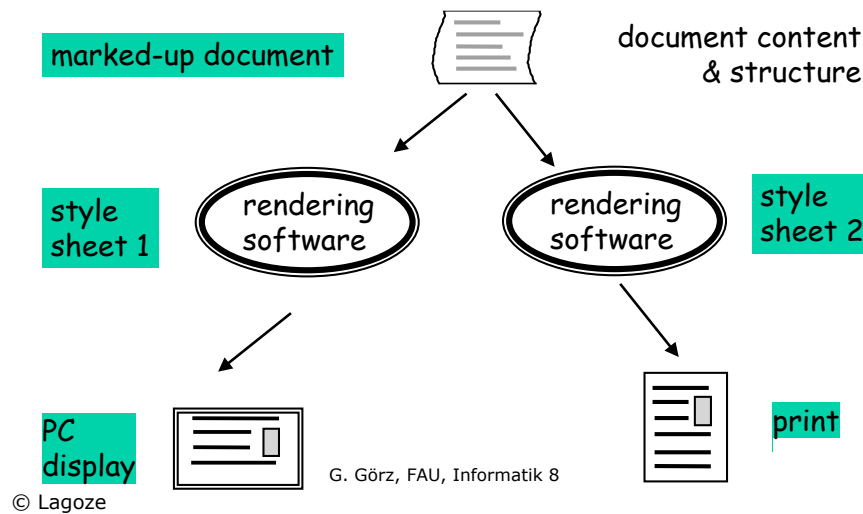 marked-up document
document content
& structure
style
sheet 1
rendering
software
rendering
software
style
sheet 2
PC
display
print
G. Görz, FAU, Informatik 8
© Lagoze